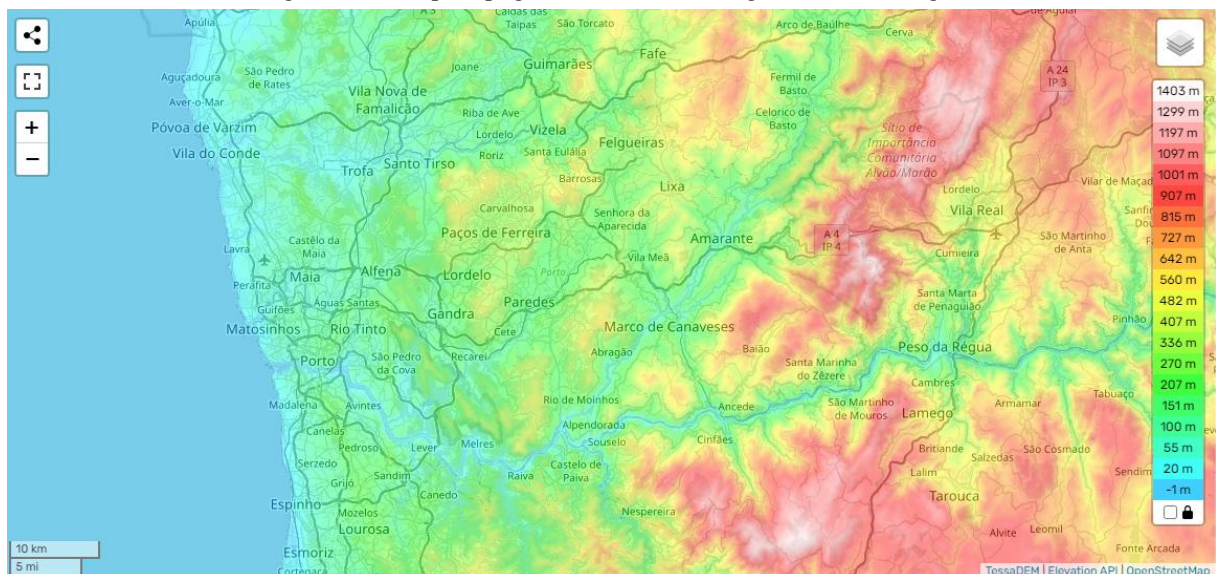 Apúlia
A 3
Caldas das
Taipas
São Torcato
Arco de Baúlhe
Cerva
de Aguiar
Joane
Guimarães
Fafe
A 24
IP 3
Aguçadoura
São Pedro
de Rates
Fermil de
Basto
Aver-o-Mar
Vila Nova de
Famalicão
Riba de Ave
Celorico de
Basto
Póvoa de Varzim
Lordelo
Vizela
Felgueiras
Sítio de
Importância
Comunitária
Alvão/Marão
Vila do Conde
Santo Tirso
Roriz
Santa Eulália
Trofa
Barrosas
Lixa
Lordelo
Vila Real
Carvalhosa
Senhora da
Aparecida
Lavra
Castêlo da
Maia
Paços de Ferreira
Amarante
A 4
IP 4
São Martinho
de Anta
Perafita
Maia
Alfena
Lordelo
Porto
Vila Meã
Cumieira
Guifões
Águas Santas
Gandra
Paredes
Santa Marta
de Penaguião
Pinhão
Matosinhos
Rio Tinto
Cete
Marco de Canaveses
Porto
São Pedro
da Cova
Recarei
Abragão
Baião
Santa Marinha
do Zêzere
Peso da Régua
Madalena
Avintes
Rio de Moinhos
Cambres
Tabuaço
Canelas
Alpendorada
Ancede
São Martinho
de Mouros
Lamego
Armamar
Pedroso
Lever
Melres
Souselo
Cinfães
Britiande
São Cosmado
Serzedo
Sandim
Raiva
Castelo de
Paiva
Salzedas
Grijó
Canedo
Lalim
Sendim
Espinho
Mozelos
Nespereira
Tarouca
Lourosa
Alvite
Leomil
Esmoriz
Fonte Arcada
Cortegaça
+
−
1403 m
1299 m
1197 m
1097 m
1001 m
907 m
815 m
727 m
642 m
560 m
482 m
407 m
336 m
270 m
207 m
151 m
100 m
55 m
20 m
-1 m
10 km
5 mi
TessaDEM | Elevation API | OpenStreetMap